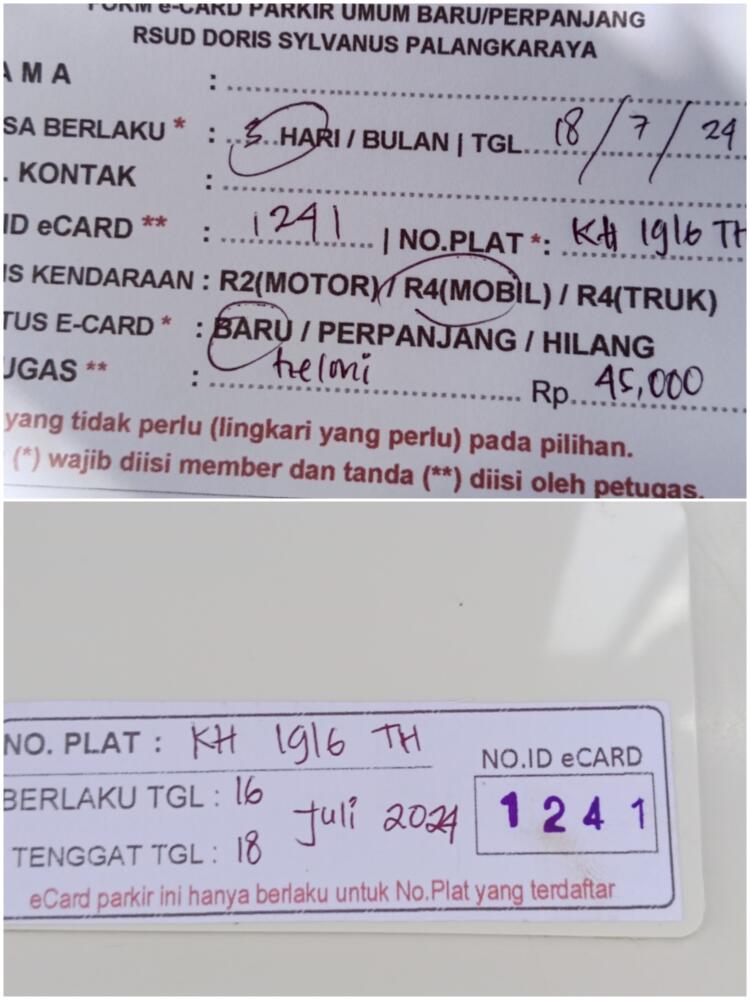 FORM e-CARD PARKIR UMUM BARU/PERPANJANG
RSUD DORIS SYLVANUS PALANGKARAYA
AMA :
SA BERLAKU * : 3 HARI / BULAN | TGL 18/7/24
. KONTAK :
ID eCARD ** : 1241 | NO.PLAT *: KH 1916 TH
IS KENDARAAN : R2(MOTOR) / R4(MOBIL) / R4(TRUK)
TUS E-CARD * : BARU / PERPANJANG / HILANG
UGAS ** : Rp. 45,000
yang tidak perlu (lingkari yang perlu) pada pilihan.
(*) wajib diisi member dan tanda (**) diisi oleh petugas.
NO. PLAT : KH 1916 TH
NO.ID eCARD
BERLAKU TGL : 16
Juli 2024
1241
TENGGAT TGL : 18
eCard parkir ini hanya berlaku untuk No.Plat yang terdaftar